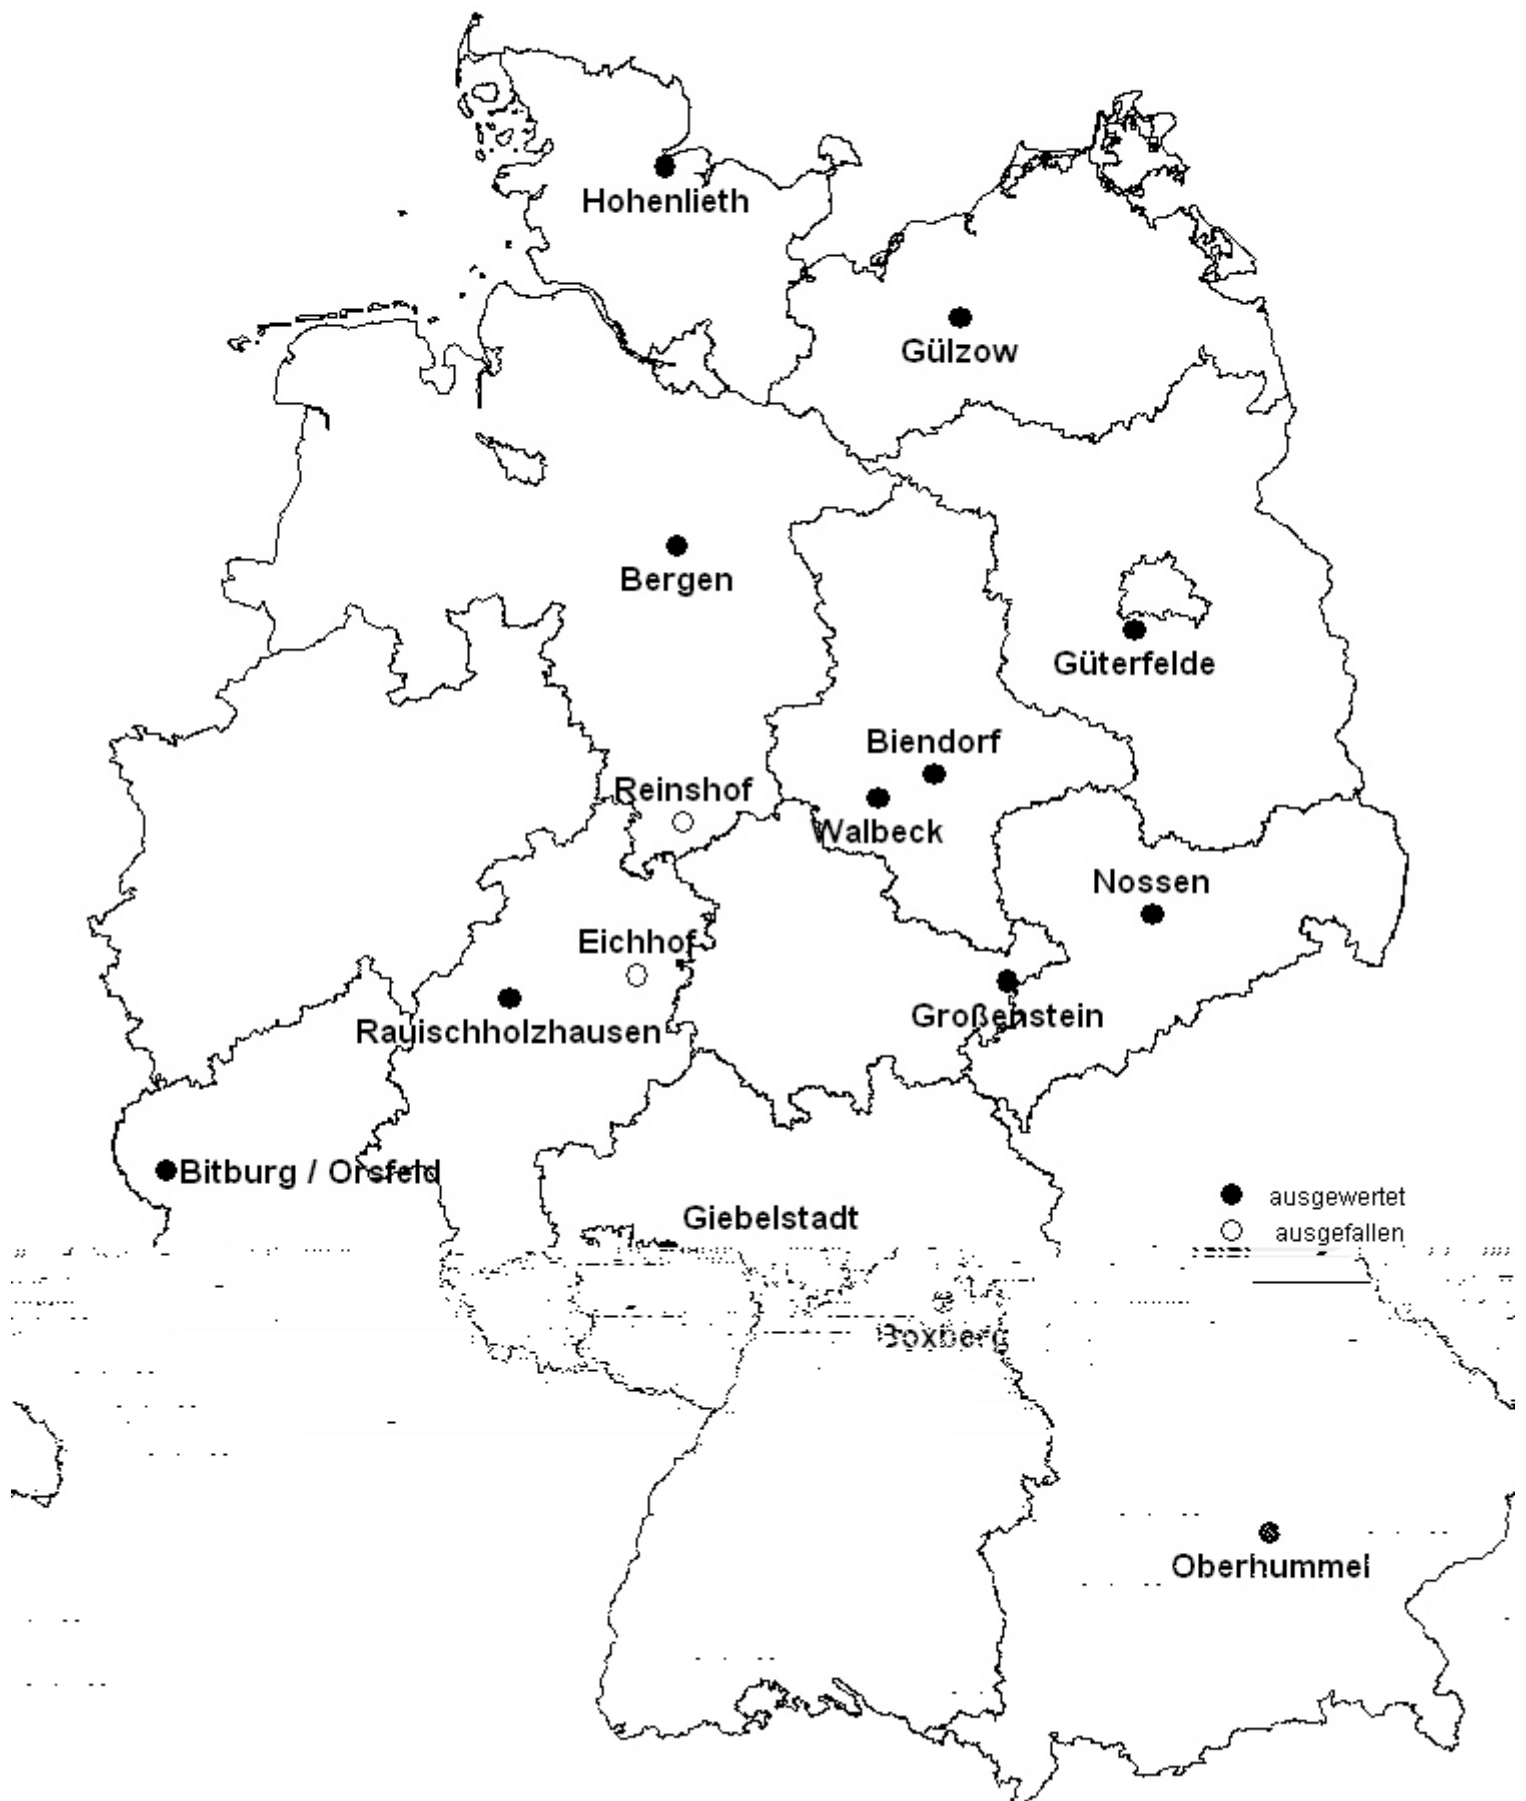 Hohenlieth
Gülzow
Bergen
Güterfelde
Biendorf
Reinshof
Walbeck
Nossen
Eichhof
Großenstein
Rauischholzhausen
Bitburg / Orsfeld
ausgewertet
Giebelstadt
ausgefallen
Boxberg
Oberhummel